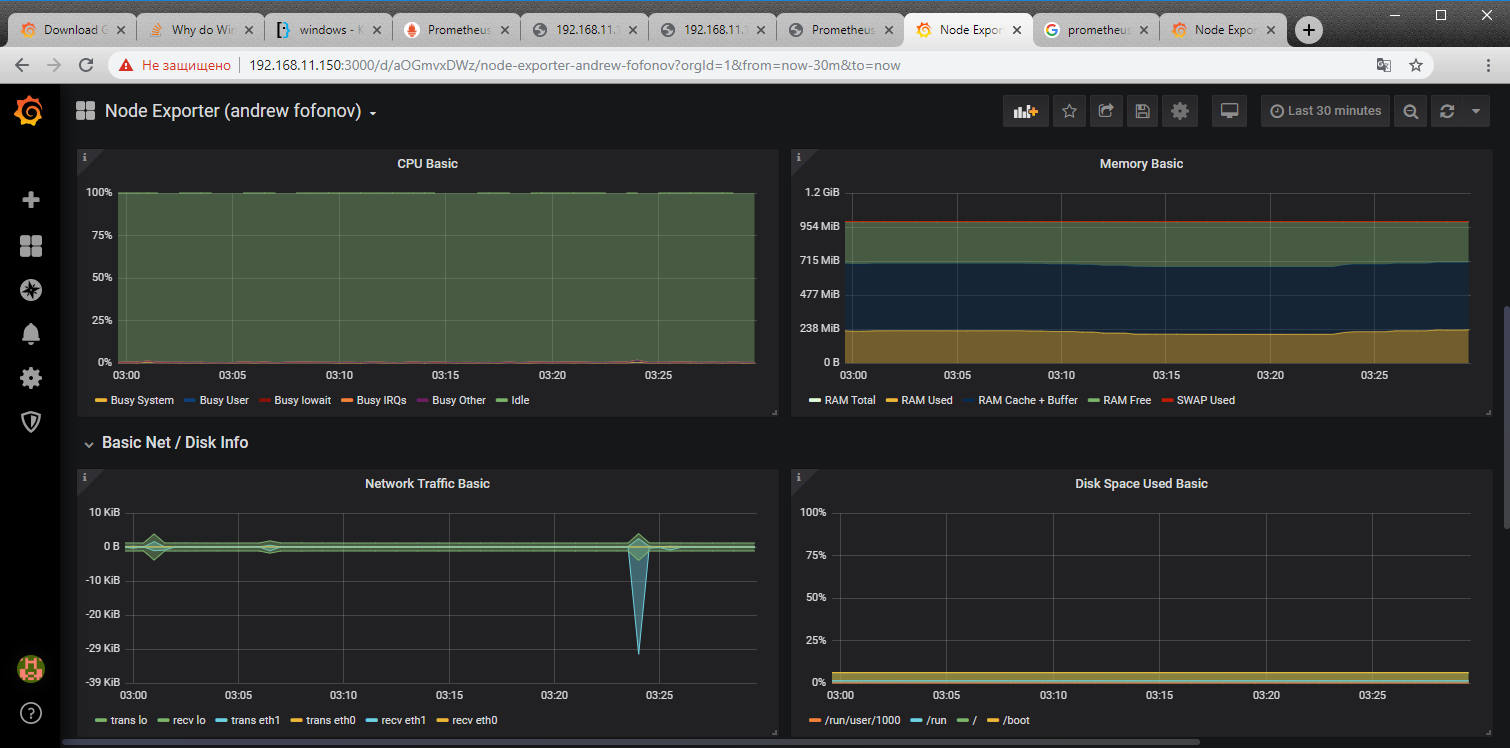 Download G
Why do Win
windows - K
Prometheus
192.168.11.
192.168.11.
Prometheus
Node Expor
prometheus
Node Expor
Не защищено 192.168.11.150:3000/d/aOGmvxDWz/node-exporter-andrew-fofonov?orgId=1&from=now-30m&to=now
Node Exporter (andrew fofonov)
Last 30 minutes
CPU Basic
100%
75%
50%
25%
0%
03:00 03:05 03:10 03:15 03:20 03:25
Busy System Busy User Busy Iowait Busy IRQs Busy Other Idle
Memory Basic
1.2 GiB
954 MiB
715 MiB
477 MiB
238 MiB
0 B
03:00 03:05 03:10 03:15 03:20 03:25
RAM Total RAM Used RAM Cache + Buffer RAM Free SWAP Used
Basic Net / Disk Info
Network Traffic Basic
10 KiB
0 B
-10 KiB
-20 KiB
-29 KiB
-39 KiB
03:00 03:05 03:10 03:15 03:20 03:25
trans lo recv lo trans eth1 trans eth0 recv eth1 recv eth0
Disk Space Used Basic
100%
75%
50%
25%
0%
03:00 03:05 03:10 03:15 03:20 03:25
/run/user/1000 /run / /boot